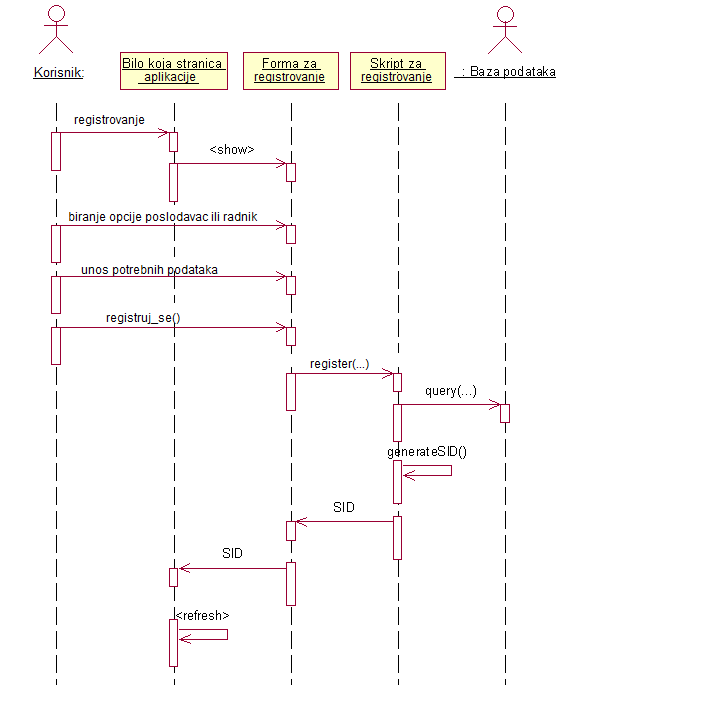 Korisnik:
Bilo koja stranica
aplikacije
Forma za
registrovanje
Skript za
registrovanje
: Baza podataka
registrovanje
<show>
biranje opcije poslodavac ili radnik
unos potrebnih podataka
registruj_se()
register(...)
query(...)
generateSID()
SID
SID
<refresh>